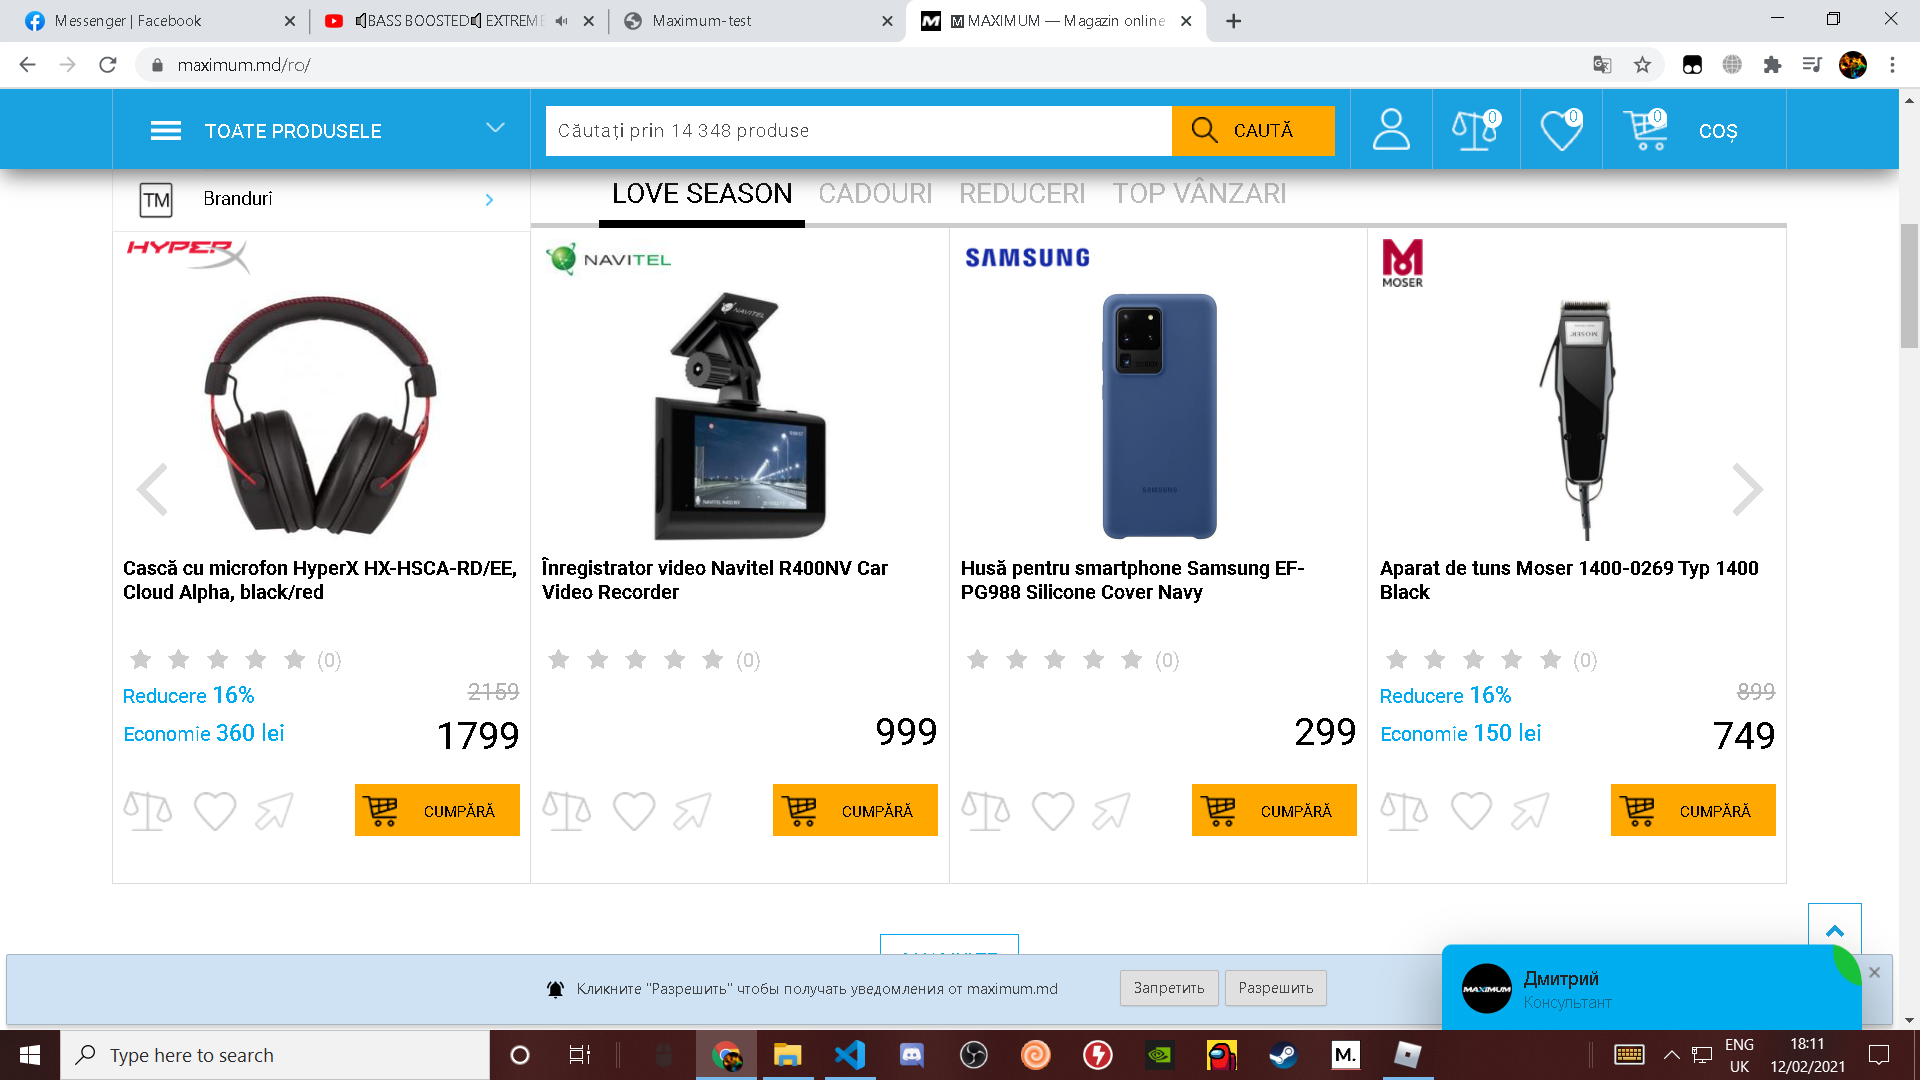 Messenger | Facebook
BASS BOOSTED EXTREME
Maximum-test
MAXIMUM — Magazin online
maximum.md/ro/
TOATE PRODUSELE
Căutați prin 14 348 produse
CAUTĂ
0
0
0
COȘ
TM
Branduri
LOVE SEASON
CADOURI
REDUCERI
TOP VÂNZARI
HYPERX
NAVITEL
SAMSUNG
MOSER
NAVITEL
SAMSUNG
MOSER
Cască cu microfon HyperX HX-HSCA-RD/EE,
Cloud Alpha, black/red
Înregistrator video Navitel R400NV Car
Video Recorder
Husă pentru smartphone Samsung EF-
PG988 Silicone Cover Navy
Aparat de tuns Moser 1400-0269 Typ 1400
Black
(0)
(0)
(0)
(0)
Reducere 16%
2159
Economie 360 lei
1799
999
299
Reducere 16%
899
Economie 150 lei
749
CUMPĂRĂ
CUMPĂRĂ
CUMPĂRĂ
CUMPĂRĂ
Кликните "Разрешить" чтобы получать уведомления от maximum.md
Запретить
Разрешить
MAXIMUM
Дмитрий
Консультант
Type here to search
M.
ENG
UK
18:11
12/02/2021